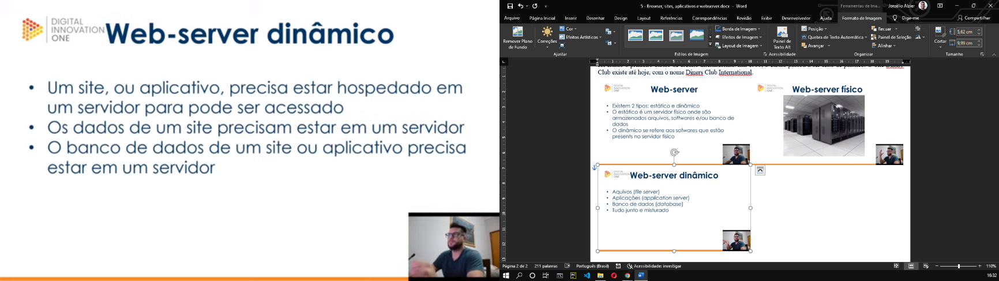 DIGITAL
INNOVATION
ONE
Web-server dinâmico
• Um site, ou aplicativo, precisa estar hospedado em
um servidor para pode ser acessado
• Os dados de um site precisam estar em um servidor
• O banco de dados de um site ou aplicativo precisa
estar em um servidor
5 - Browser, sites, aplicativos e webserver.docx - Word
Ferramentas de Ima...
Jorzélio Alzier
Arquivo Página Inicial Inserir Desenhar Design Layout Referências Correspondências Revisão Exibir Desenvolvedor Ajuda Formato de Imagem Diga-me Compartilhar
Remover Plano
de Fundo
Correções
Cor
Efeitos Artísticos
Ajustar
Estilos de Imagem
Borda de Imagem
Efeitos de Imagem
Layout de Imagem
Painel de
Texto Alt
Acessibilidade
Posição
Quebra de Texto Automática
Avançar
Recuar
Painel de Seleção
Alinhar
Organizar
Cortar
5,62 cm
9,99 cm
Tamanho
Club existe até hoje, com o nome Diners Club International.
DIGITAL
INNOVATION
ONE
Web-server
• Existem 2 tipos: estático e dinâmico
• O estático é um servidor físico onde são
armazenados arquivos, softwares e/ou banco de
dados
• O dinâmico se refere aos sofwares que estão
presents no servidor físico
DIGITAL
INNOVATION
ONE
Web-server físico
DIGITAL
INNOVATION
ONE
Web-server dinâmico
• Aquivos (file server)
• Aplicações (application server)
• Banco de dados (database)
• Tudo junto e misturado
Página 2 de 2 211 palavras Português (Brasil) Acessibilidade: investigar 110%
16:32